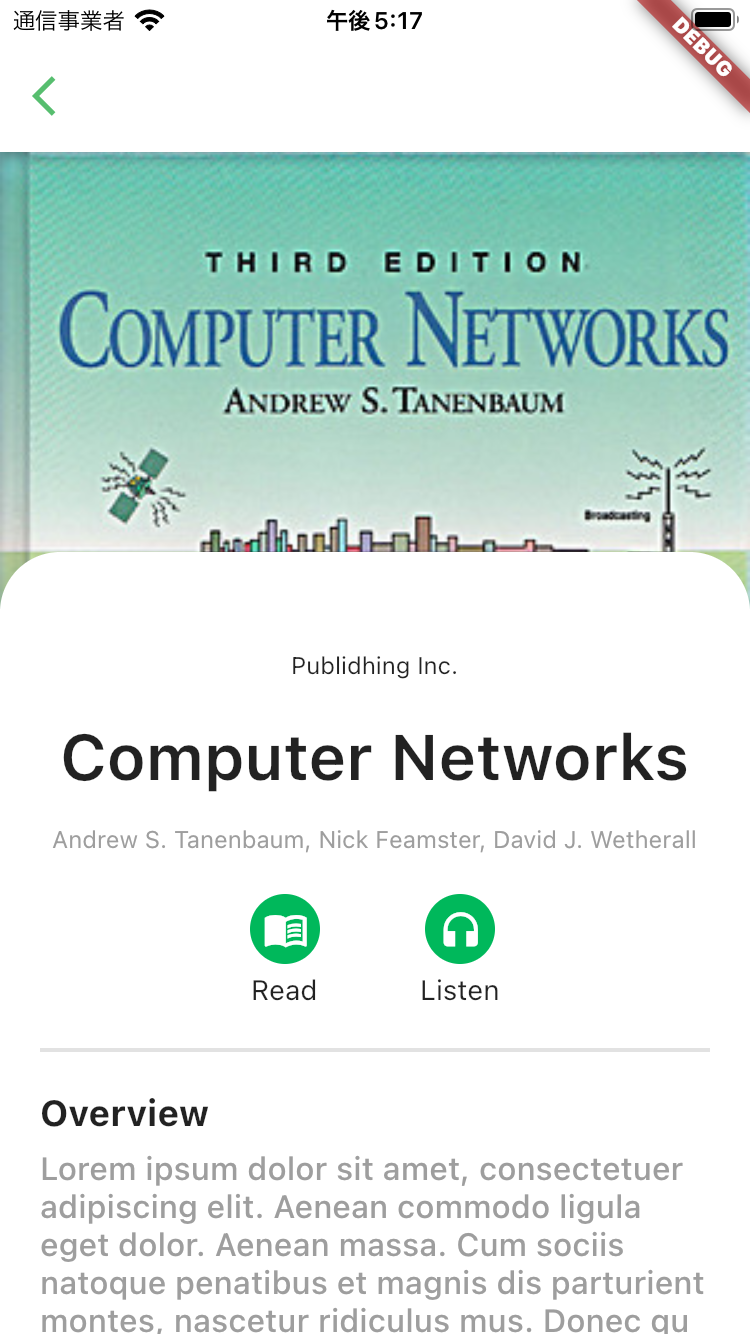 通信事業者
午後5:17
DEBUG
THIRD EDITION
COMPUTER NETWORKS
ANDREW S. TANENBAUM
Broadcasting
Publidhing Inc.
Computer Networks
Andrew S. Tanenbaum, Nick Feamster, David J. Wetherall
Read
Listen
Overview
Lorem ipsum dolor sit amet, consectetuer
adipiscing elit. Aenean commodo ligula
eget dolor. Aenean massa. Cum sociis
natoque penatibus et magnis dis parturient
montes, nascetur ridiculus mus. Donec qu